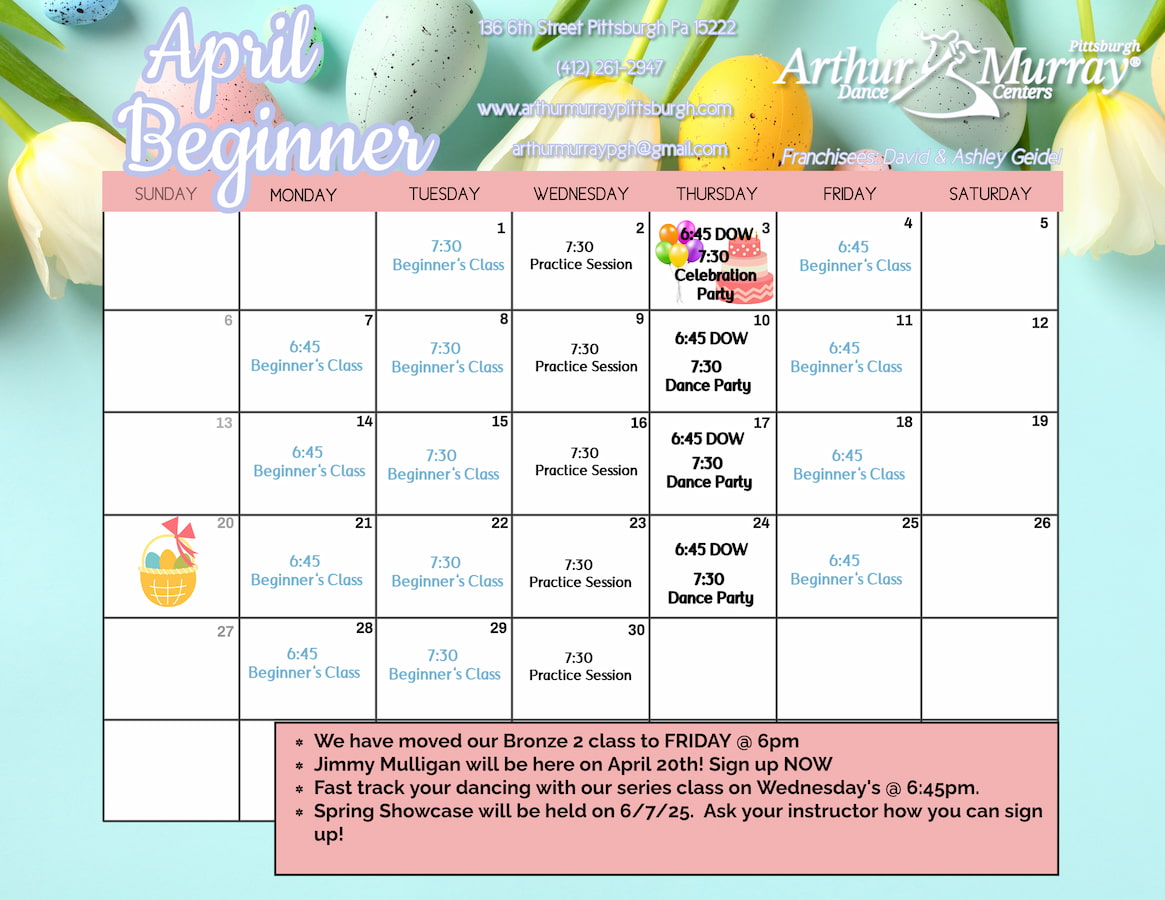 April
Beginner
136 6th Street Pittsburgh Pa 15222
(412) 261-2947
www.arthurmurraypittsburgh.com
arthurmurraypgh@gmail.com
Pittsburgh
Arthur Murray®
Dance Centers
Franchisees: David & Ashley Geidel
SUNDAY MONDAY TUESDAY WEDNESDAY THURSDAY FRIDAY SATURDAY
1
7:30
Beginner's Class
2
7:30
Practice Session
3
6:45 DOW
7:30
Celebration
Party
4
6:45
Beginner's Class
5
6
7
6:45
Beginner's Class
8
7:30
Beginner's Class
9
7:30
Practice Session
10
6:45 DOW
7:30
Dance Party
11
6:45
Beginner's Class
12
13
14
6:45
Beginner's Class
15
7:30
Beginner's Class
16
7:30
Practice Session
17
6:45 DOW
7:30
Dance Party
18
6:45
Beginner's Class
19
20
21
6:45
Beginner's Class
22
7:30
Beginner's Class
23
7:30
Practice Session
24
6:45 DOW
7:30
Dance Party
25
6:45
Beginner's Class
26
27
28
6:45
Beginner's Class
29
7:30
Beginner's Class
30
7:30
Practice Session
* We have moved our Bronze 2 class to FRIDAY @ 6pm
* Jimmy Mulligan will be here on April 20th! Sign up NOW
* Fast track your dancing with our series class on Wednesday's @ 6:45pm.
* Spring Showcase will be held on 6/7/25. Ask your instructor how you can sign
up!